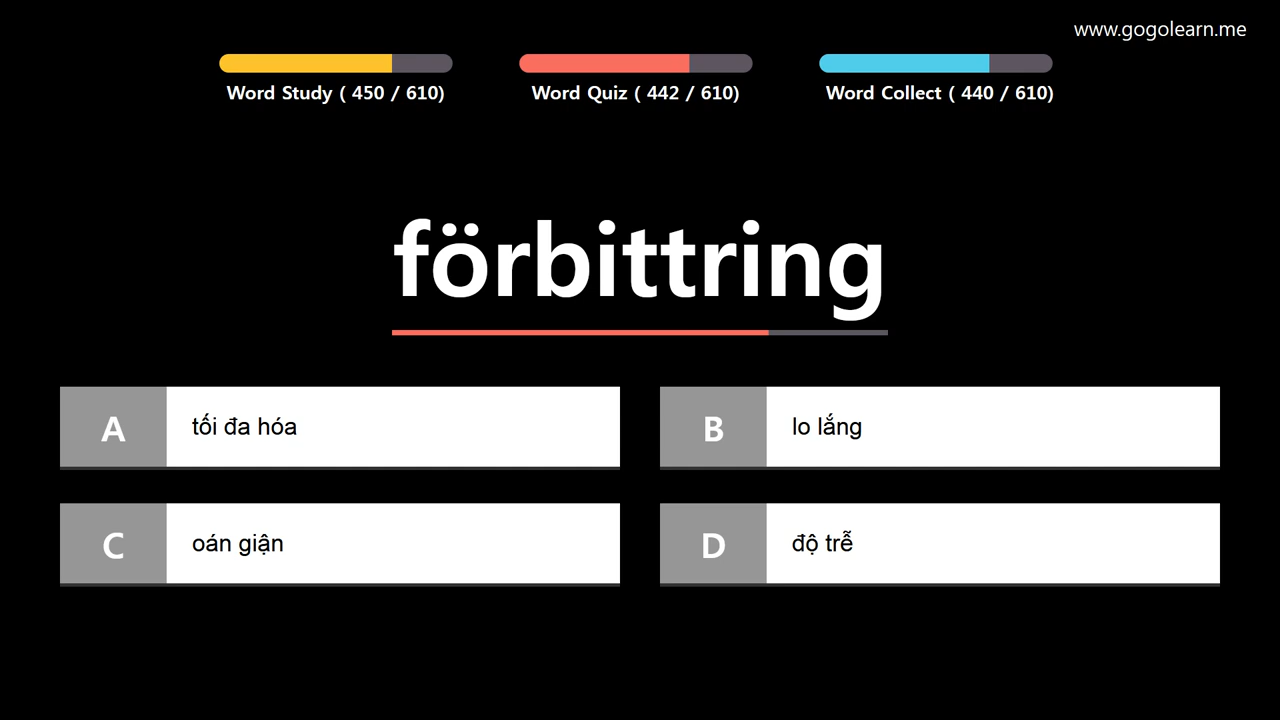 www.gogolearn.me
Word Study ( 450 / 610)
Word Quiz ( 442 / 610)
Word Collect ( 440 / 610)
förbittring
A
tối đa hóa
B
lo lắng
C
oán giận
D
độ trễ